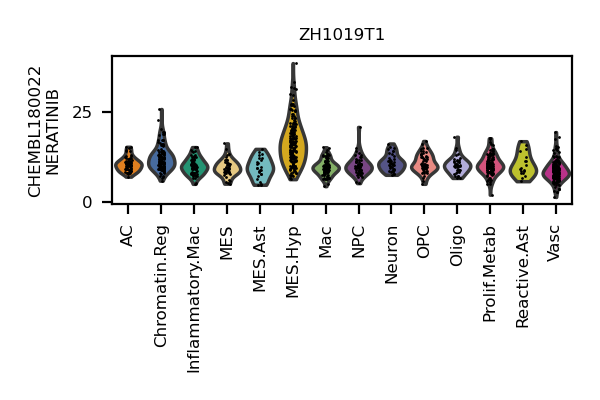 ZH1019T1
CHEMBL180022
NERATINIB
25
0
AC
Chromatin.Reg
Inflammatory.Mac
MES
MES.Ast
MES.Hyp
Mac
NPC
Neuron
OPC
Oligo
Prolif.Metab
Reactive.Ast
Vasc